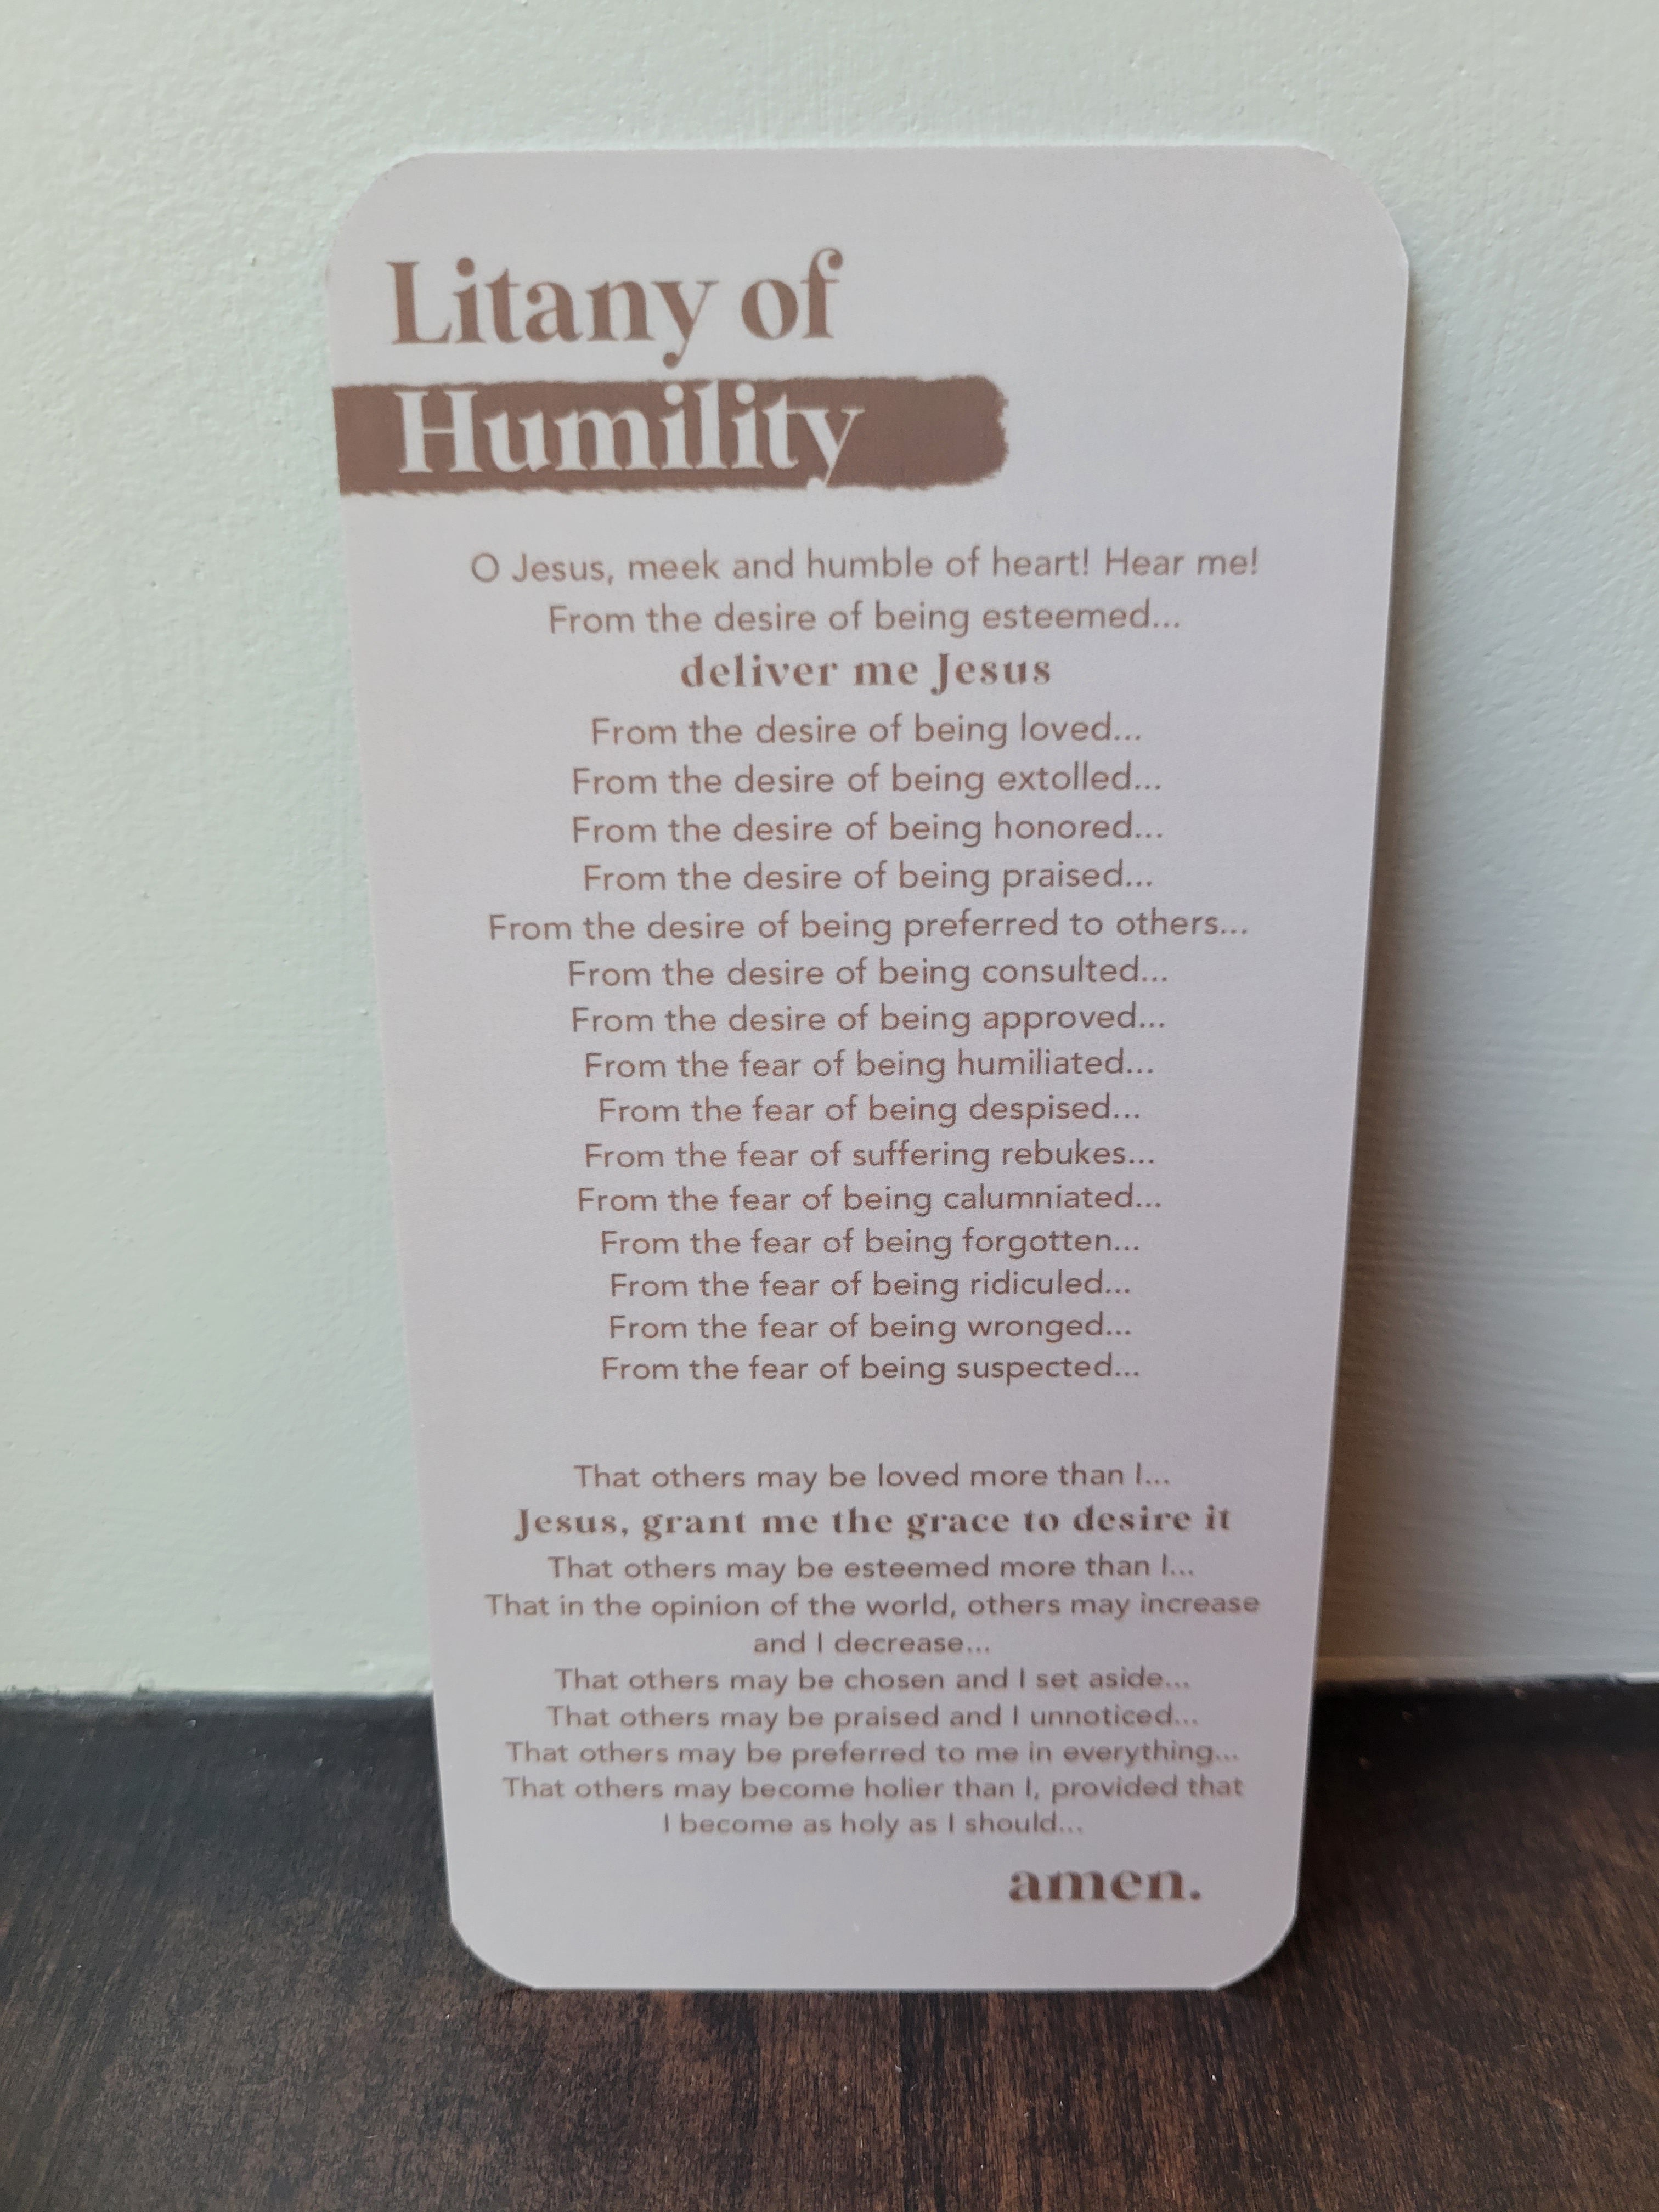 Litany of
Humility
O Jesus, meek and humble of heart! Hear me!
From the desire of being esteemed...
deliver me Jesus
From the desire of being loved...
From the desire of being extolled...
From the desire of being honored...
From the desire of being praised...
From the desire of being preferred to others...
From the desire of being consulted...
From the desire of being approved...
From the fear of being humiliated...
From the fear of being despised...
From the fear of suffering rebukes...
From the fear of being calumniated...
From the fear of being forgotten...
From the fear of being ridiculed...
From the fear of being wronged...
From the fear of being suspected...
That others may be loved more than I...
Jesus, grant me the grace to desire it
That others may be esteemed more than I...
That in the opinion of the world, others may increase
and I decrease...
That others may be chosen and I set aside...
That others may be praised and I unnoticed...
That others may be preferred to me in everything...
That others may become holier than I, provided that
I become as holy as I should...
amen.